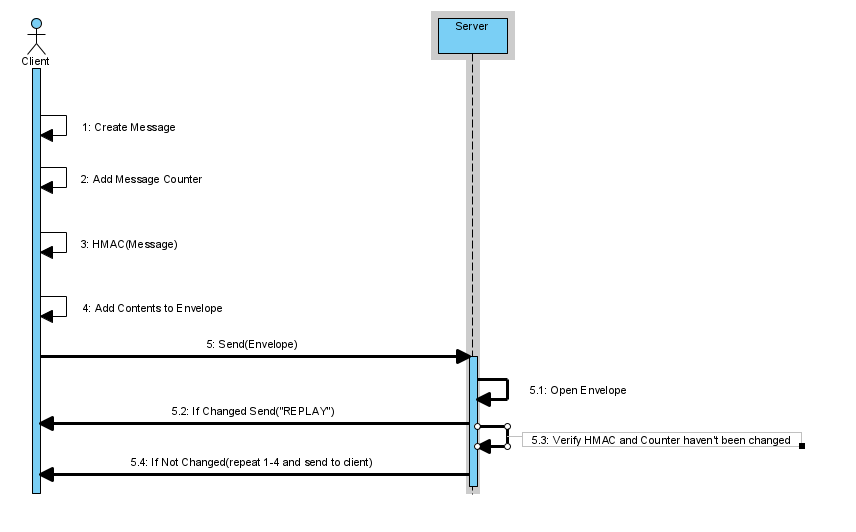 Server
Client
1: Create Message
2: Add Message Counter
3: HMAC(Message)
4: Add Contents to Envelope
5: Send(Envelope)
5.1: Open Envelope
5.2: If Changed Send("REPLAY")
5.3: Verify HMAC and Counter haven't been changed
5.4: If Not Changed(repeat 1-4 and send to client)